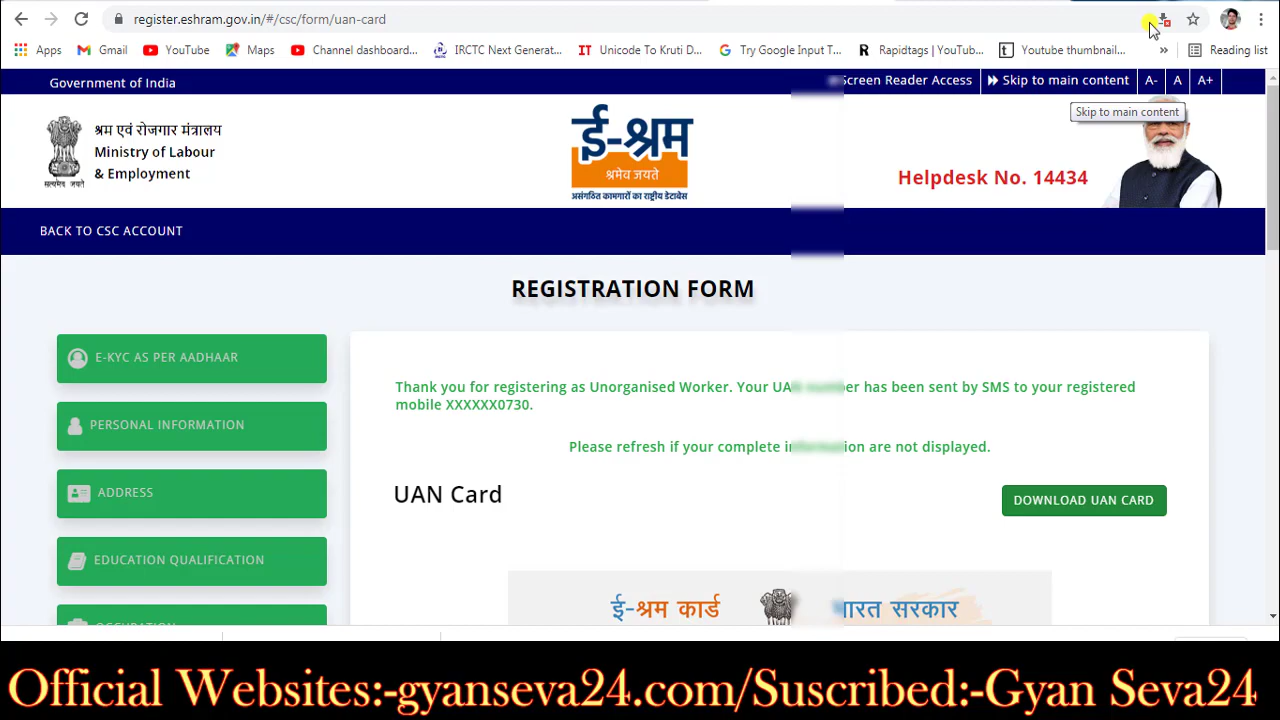 register.eshram.gov.in/#/csc/form/uan-card
Apps Gmail YouTube Maps Channel dashboard... IRCTC Next Generat... Unicode To Kruti D... Try Google Input T... Rapidtags | YouTub... Youtube thumbnail... » Reading list
Government of India
Screen Reader Access Skip to main content A- A A+
Skip to main content
श्रम एवं रोजगार मंत्रालय
Ministry of Labour
& Employment
सत्यमेव जयते
ई-श्रम
श्रमेव जयते
असंगठित कामगारों का राष्ट्रीय डेटाबेस
Helpdesk No. 14434
BACK TO CSC ACCOUNT
REGISTRATION FORM
E-KYC AS PER AADHAAR
PERSONAL INFORMATION
ADDRESS
EDUCATION QUALIFICATION
OCCUPATION
Thank you for registering as Unorganised Worker. Your UAN number has been sent by SMS to your registered
mobile XXXXXX0730.
Please refresh if your complete information are not displayed.
UAN Card
DOWNLOAD UAN CARD
ई-श्रम कार्ड भारत सरकार
Official Websites:-gyanseva24.com/Suscribed:-Gyan Seva24